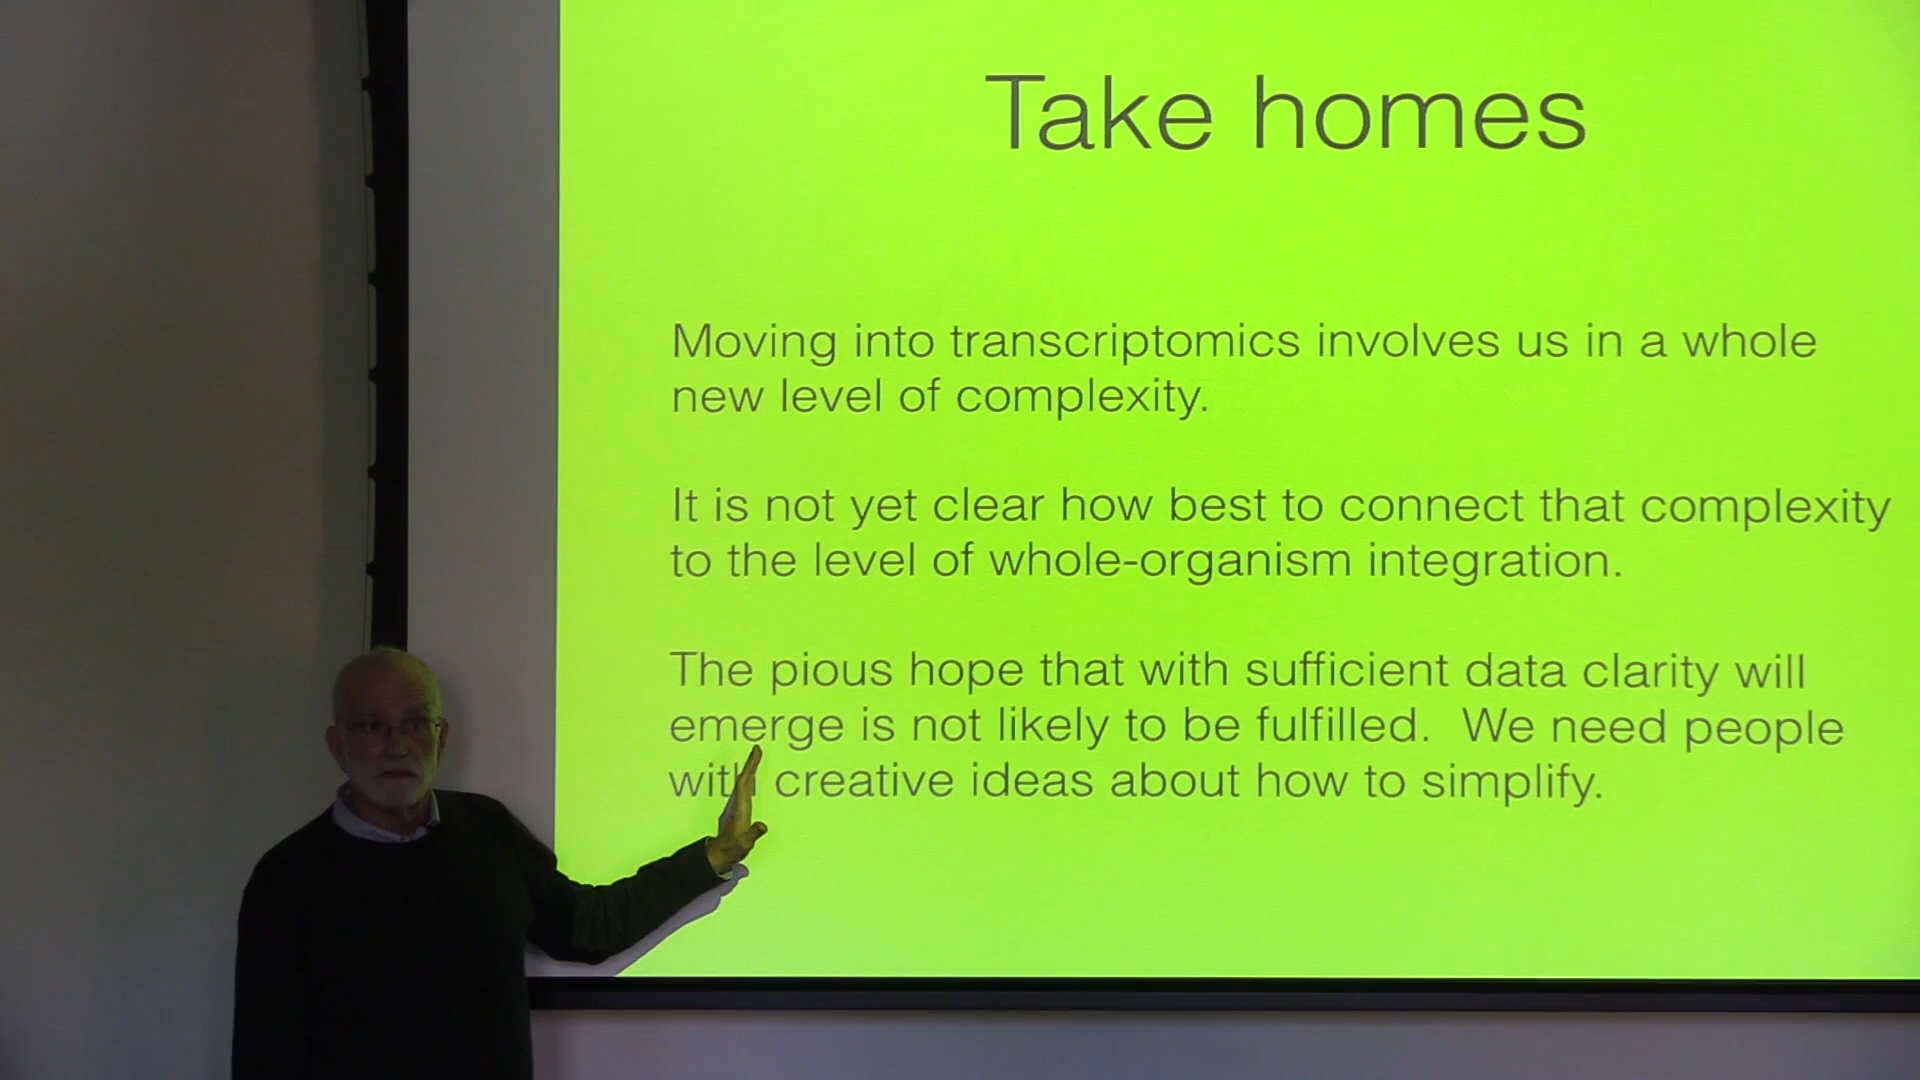 Take homes
Moving into transcriptomics involves us in a whole
new level of complexity.
It is not yet clear how best to connect that complexity
to the level of whole-organism integration.
The pious hope that with sufficient data clarity will
emerge is not likely to be fulfilled. We need people
with creative ideas about how to simplify.